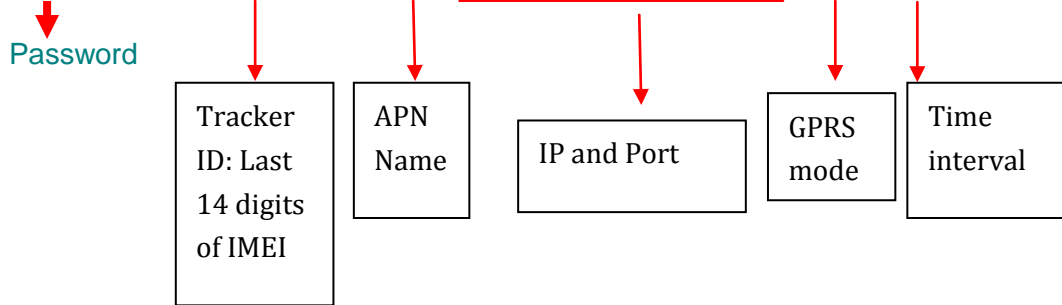 Password
Tracker
ID: Last
14 digits
of IMEI
APN
Name
IP and Port
GPRS
mode
Time
interval